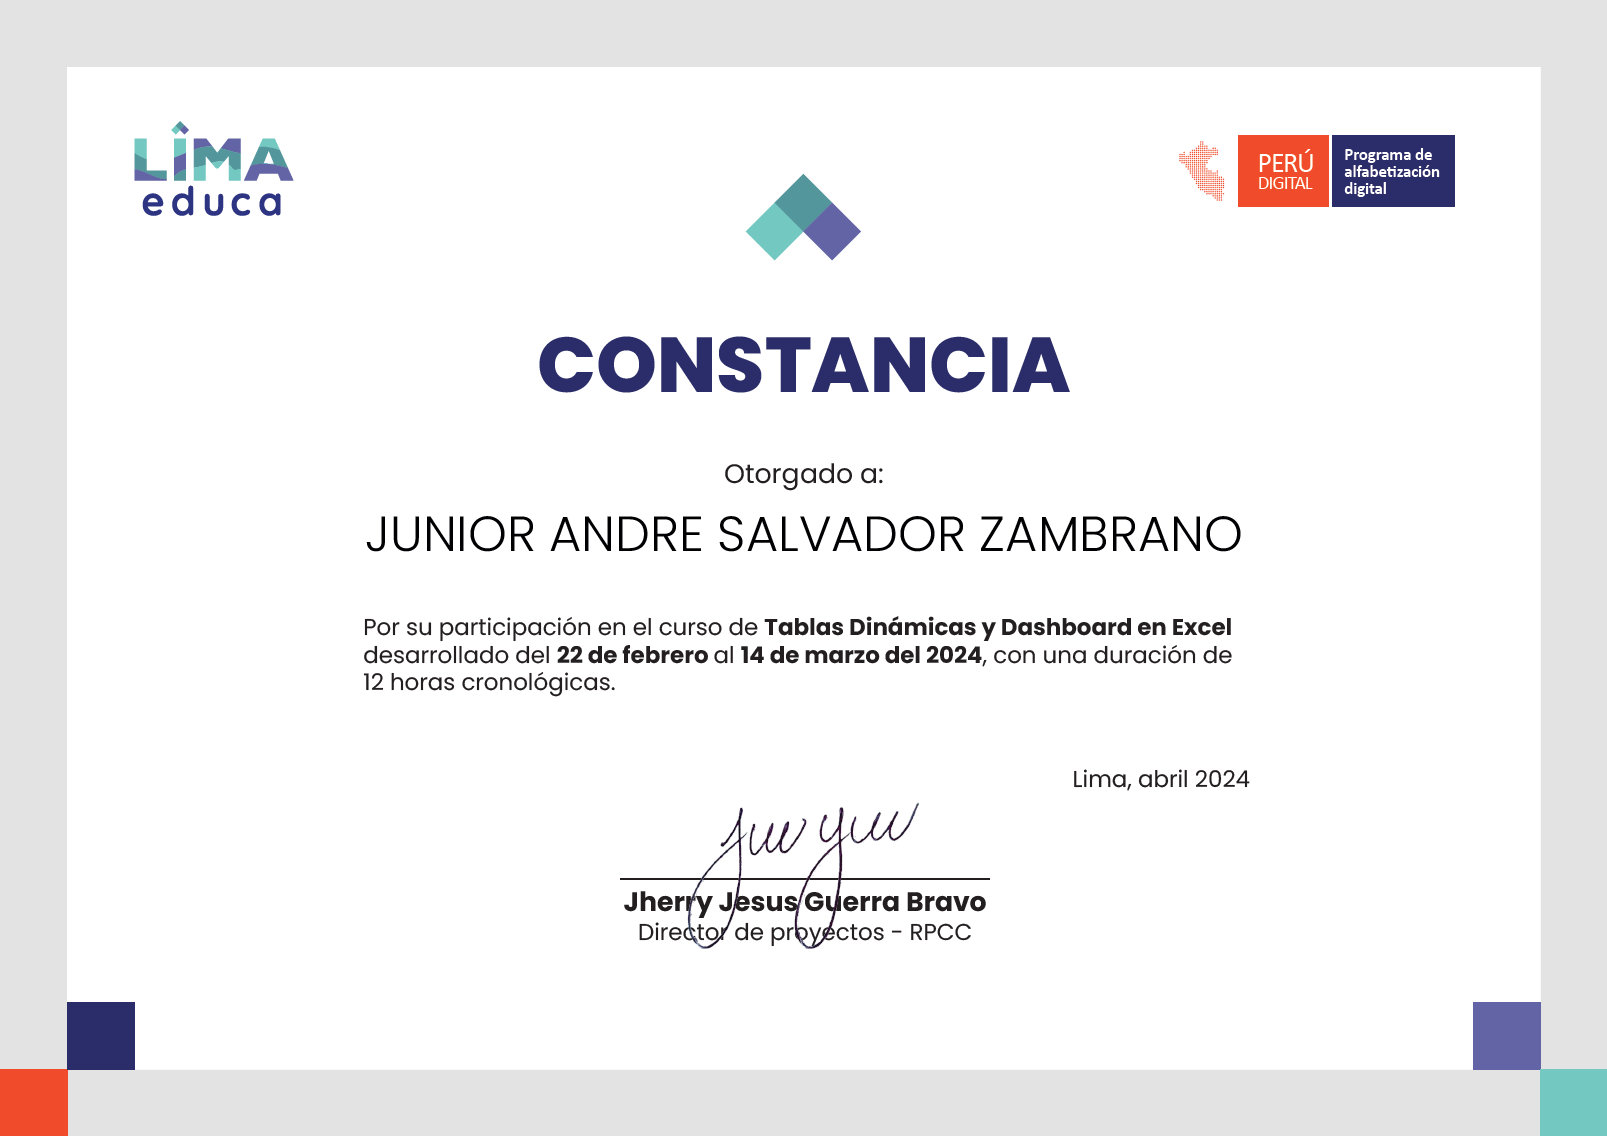 LIMA
educa
PERÚ
DIGITAL
Programa de
alfabetización
digital
CONSTANCIA
Otorgado a:
JUNIOR ANDRE SALVADOR ZAMBRANO
Por su participación en el curso de Tablas Dinámicas y Dashboard en Excel
desarrollado del 22 de febrero al 14 de marzo del 2024, con una duración de
12 horas cronológicas.
Lima, abril 2024
Jherry Jesus Guerra Bravo
Director de proyectos - RPCC